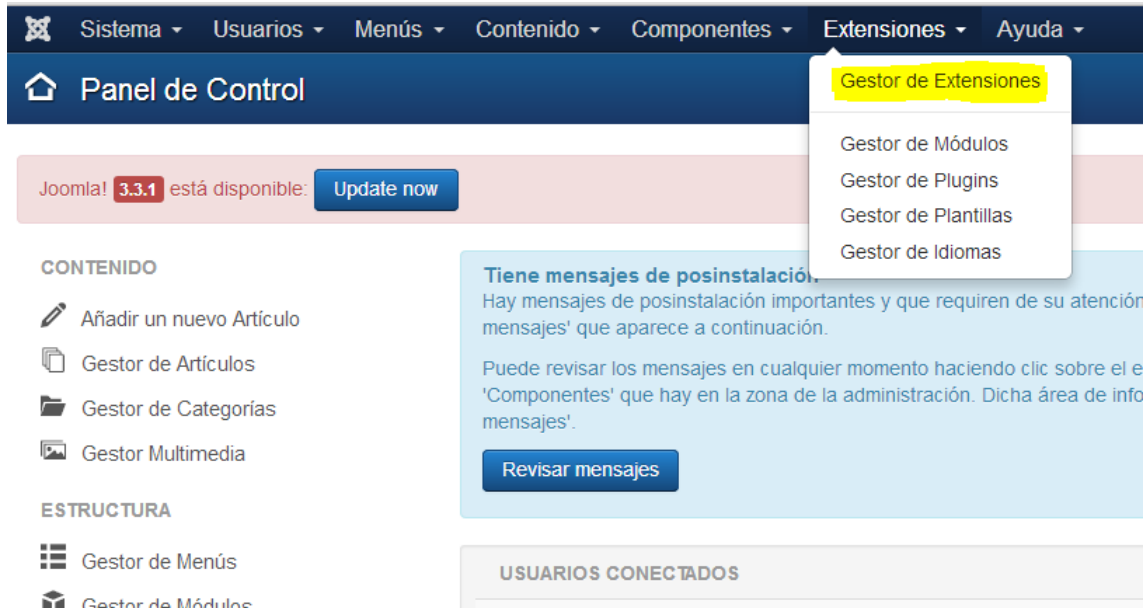 Sistema Usuarios Menús Contenido Componentes Extensiones Ayuda
Panel de Control
Gestor de Extensiones
Gestor de Módulos
Gestor de Plugins
Gestor de Plantillas
Gestor de Idiomas
Joomla! 3.3.1 está disponible: Update now
CONTENIDO
Añadir un nuevo Artículo
Gestor de Artículos
Gestor de Categorías
Gestor Multimedia
ESTRUCTURA
Gestor de Menús
Gestor de Módulos
Tiene mensajes de posinstalación
Hay mensajes de posinstalación importantes y que requiren de su atención
mensajes' que aparece a continuación.
Puede revisar los mensajes en cualquier momento haciendo clic sobre el e
'Componentes' que hay en la zona de la administración. Dicha área de info
mensajes'.
Revisar mensajes
USUARIOS CONECTADOS